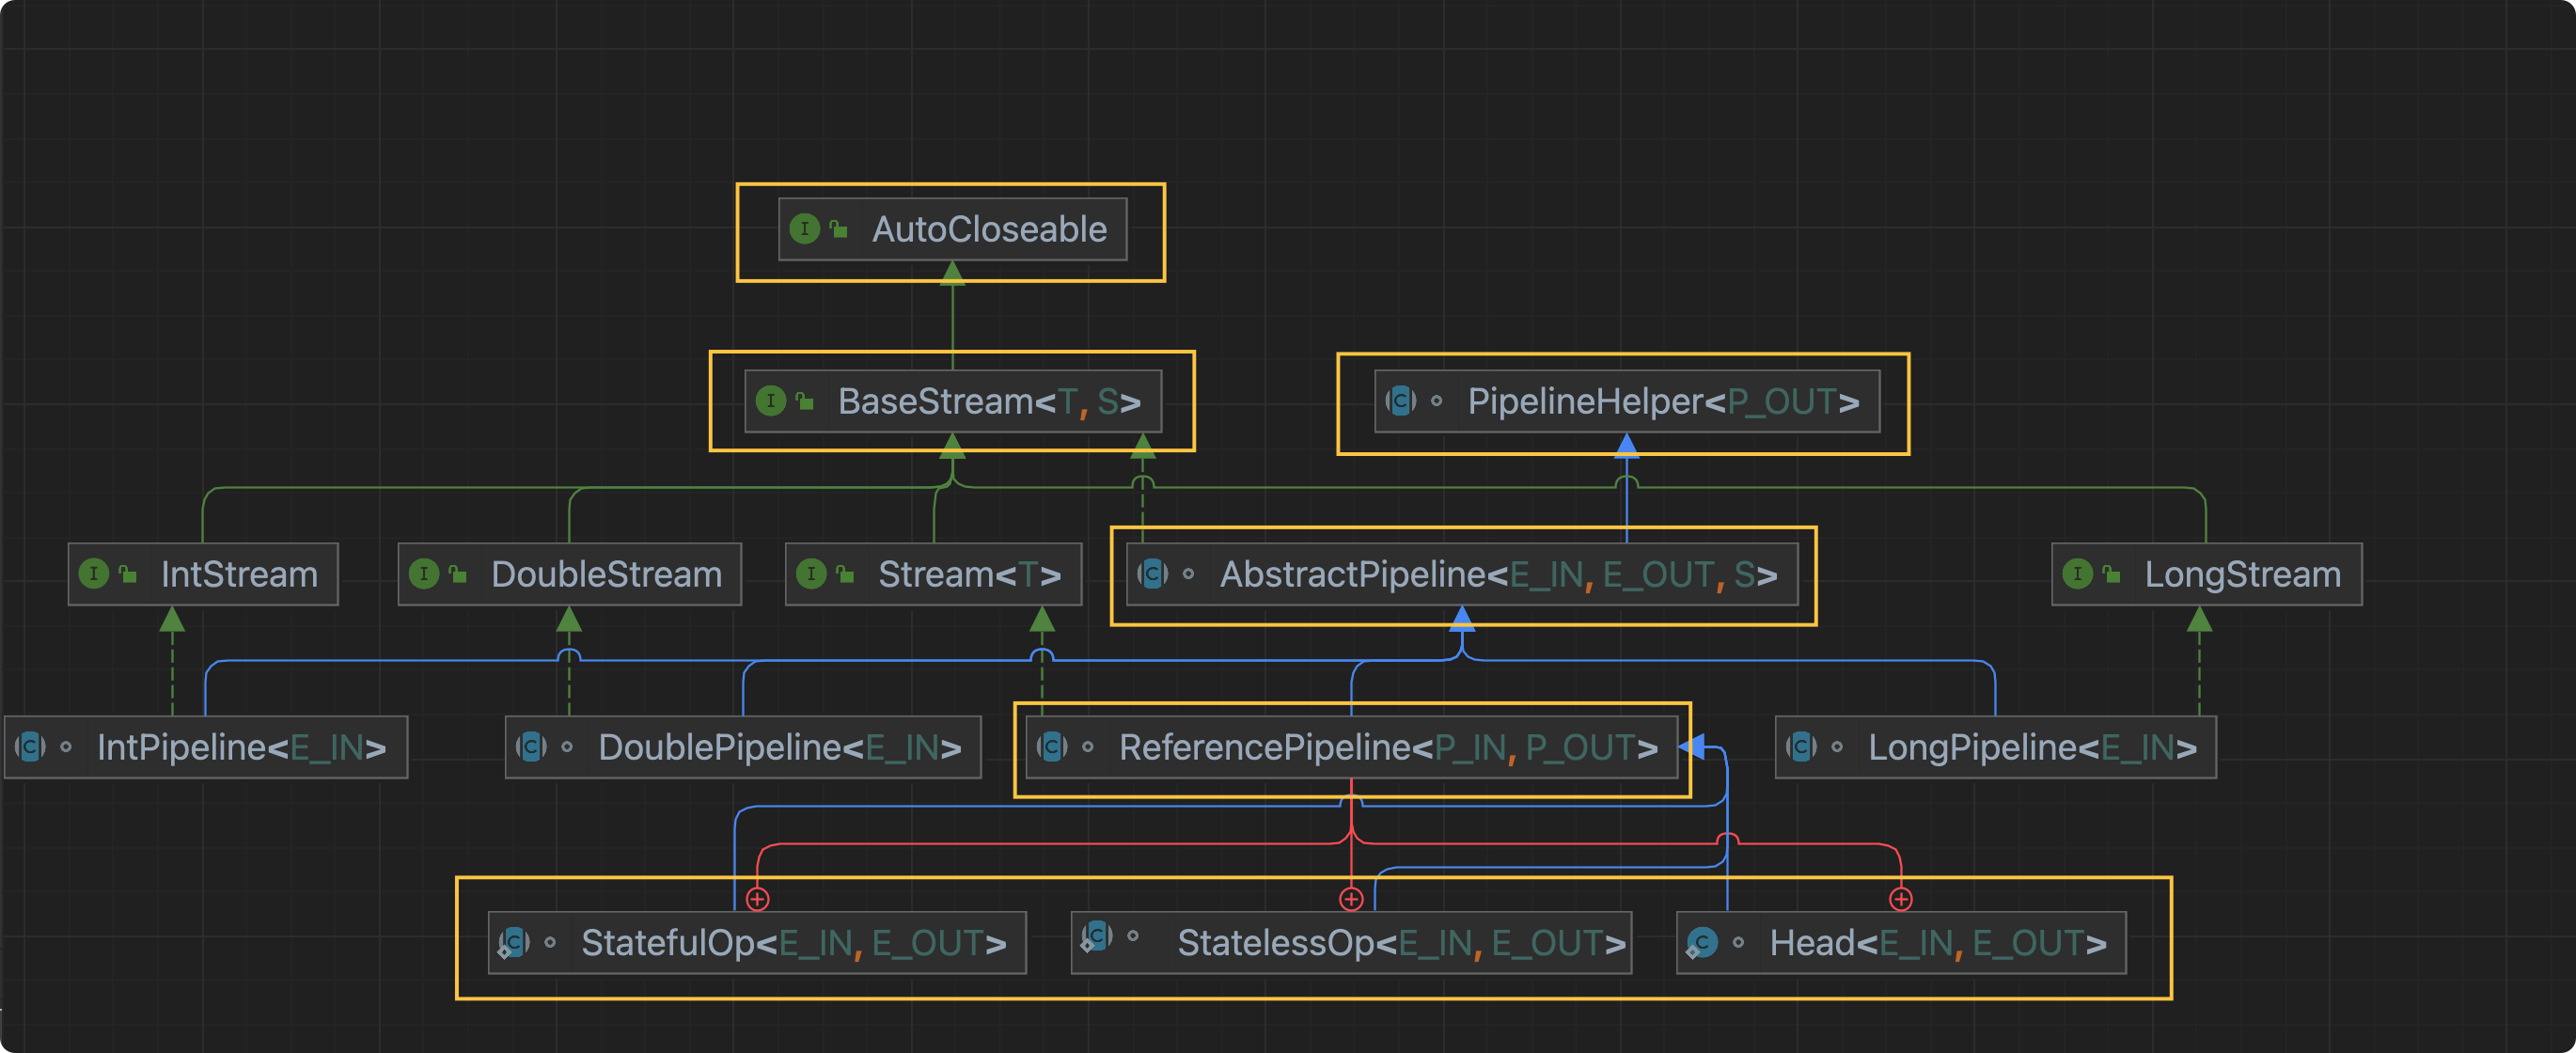 AutoCloseable
BaseStream<T, S>
PipelineHelper<P_OUT>
IntStream
DoubleStream
Stream<T>
AbstractPipeline<E_IN, E_OUT, S>
LongStream
IntPipeline<E_IN>
DoublePipeline<E_IN>
ReferencePipeline<P_IN, P_OUT>
LongPipeline<E_IN>
StatefulOp<E_IN, E_OUT>
StatelessOp<E_IN, E_OUT>
Head<E_IN, E_OUT>